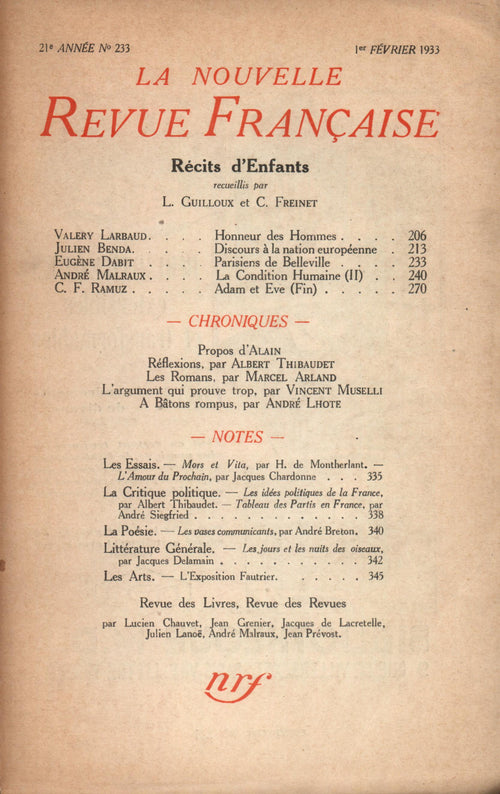 21e ANNÉE No 233 1er FÉVRIER 1933
LA NOUVELLE
REVUE FRANÇAISE
Récits d'Enfants
recueillis par
L. GUILLOUX et C. FREINET
VALERY LARBAUD. . . . Honneur des Hommes . . . . 206
JULIEN BENDA. . . . . Discours à la nation européenne . 213
EUGÈNE DABIT . . . . Parisiens de Belleville . . . . 233
ANDRÉ MALRAUX . . . . La Condition Humaine (II) . . 240
C. F. RAMUZ . . . . . Adam et Eve (Fin) . . . . . 270
— CHRONIQUES —
Propos d'ALAIN
Réflexions, par ALBERT THIBAUDET
Les Romans, par MARCEL ARLAND
L'argument qui prouve trop, par VINCENT MUSELLI
A Bâtons rompus, par ANDRÉ LHOTE
— NOTES —
Les Essais. — Mors et Vita, par H. de Montherlant. —
L'Amour du Prochain, par Jacques Chardonne . . . 335
La Critique politique. — Les idées politiques de la France,
par Albert Thibaudet. — Tableau des Partis en France, par
André Siegfried . . . . . . . . . . . . 338
La Poésie. — Les vases communicants, par André Breton. 340
Littérature Générale. — Les jours et les nuits des oiseaux,
par Jacques Delamain . . . . . . . . . . 342
Les Arts. — L'Exposition Fautrier. . . . . . 345
Revue des Livres, Revue des Revues
par Lucien Chauvet, Jean Grenier, Jacques de Lacretelle,
Julien Lanoë, André Malraux, Jean Prévost.
nrf